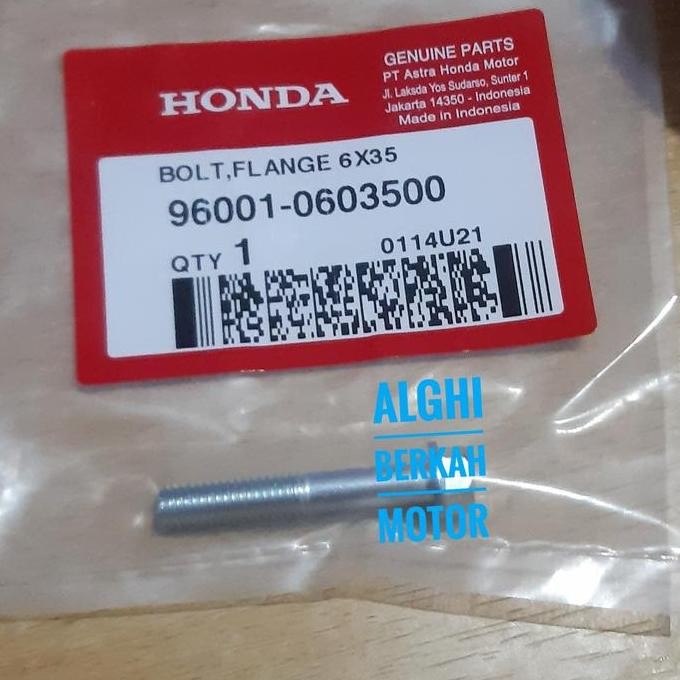 HONDA
GENUINE PARTS
PT Astra Honda Motor
Jl. Laksda Yos Sudarso, Sunter 1
Jakarta 14350 - Indonesia
Made in Indonesia
BOLT,FLANGE 6X35
96001-0603500
QTY 1
0114U21
ALGHI
BERKAH
MOTOR